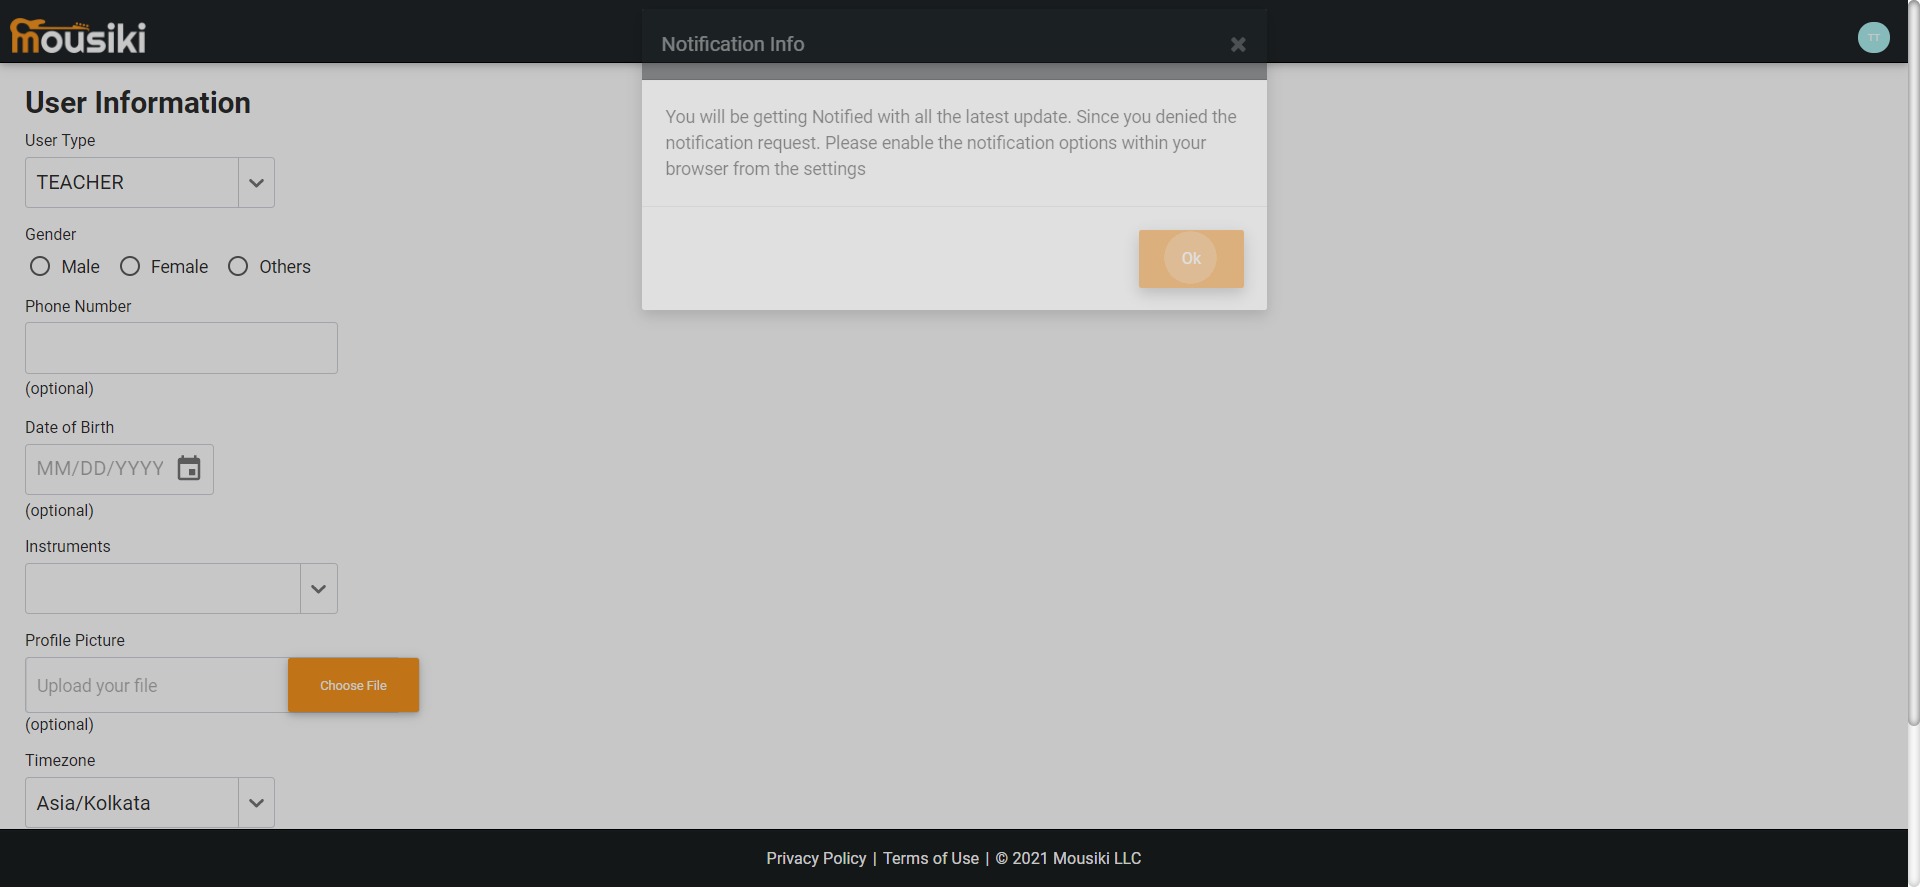 mousiki
Notification Info
TT
You will be getting Notified with all the latest update. Since you denied the
notification request. Please enable the notification options within your
browser from the settings
Ok
User Information
User Type
TEACHER
Gender
Male Female Others
Phone Number
(optional)
Date of Birth
MM/DD/YYYY
(optional)
Instruments
Profile Picture
Upload your file Choose File
(optional)
Timezone
Asia/Kolkata
Privacy Policy | Terms of Use | © 2021 Mousiki LLC